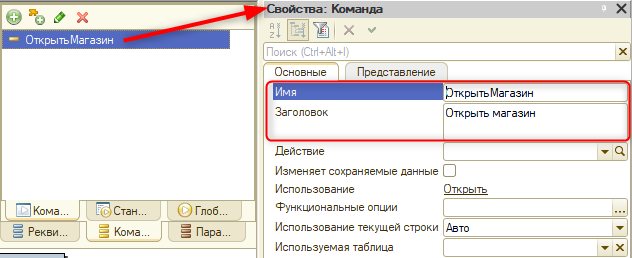 Свойства: Команда
Поиск (Ctrl+Alt+I)
Основные
Представление
ОткрытьМагазин
Имя
ОткрытьМагазин
Заголовок
Открыть магазин
Действие
Изменяет сохраняемые данные
Использование
Открыть
Функциональные опции
Использование текущей строки
Авто
Используемая таблица
Кома...
Стан...
Глоб...
Рекви...
Кома...
Пара...